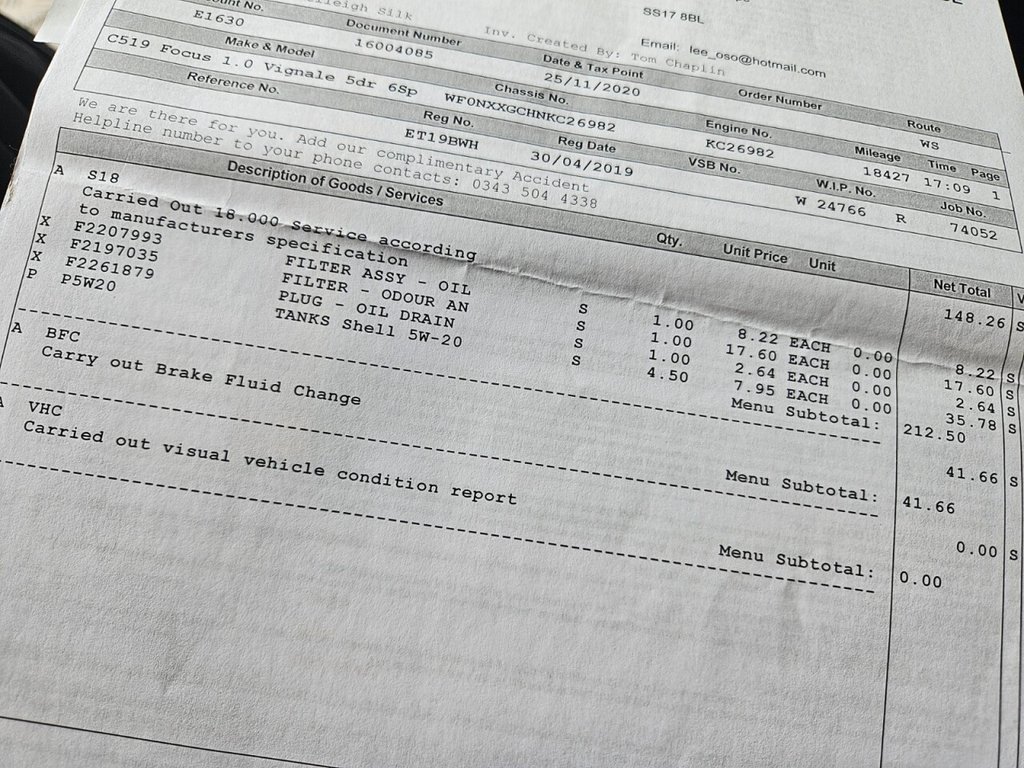 SS17 8BL
Silk
Inv. Created By: Tom Chaplin
Email: lee_oso@hotmail.com
No. Document Number Date & Tax Point Order Number Route
E1630 16004085 25/11/2020 WS
Make & Model Chassis No. Engine No. Mileage Time Page
C519 Focus 1.0 Vignale 5dr 6Sp WF0NXXGCHNKC26982 KC26982 18427 17:09 1
Reference No. Reg No. Reg Date VSB No. W.I.P. No. Job No.
ET19BWH 30/04/2019 W 24766 R 74052
We are there for you. Add our complimentary Accident
Helpline number to your phone contacts: 0343 504 4338
Description of Goods / Services Qty. Unit Price Unit Net Total V
A S18 148.26 S
Carried Out 18.000 Service according
to manufacturers specification
X F2207993 FILTER ASSY - OIL S 1.00 8.22 EACH 0.00 8.22 S
X F2197035 FILTER - ODOUR AN S 1.00 17.60 EACH 0.00 17.60 S
X F2261879 PLUG - OIL DRAIN S 1.00 2.64 EACH 0.00 2.64 S
P P5W20 TANKS Shell 5W-20 S 4.50 7.95 EACH 0.00 35.78 S
Menu Subtotal: 212.50
A BFC 41.66 S
Carry out Brake Fluid Change
Menu Subtotal: 41.66
A VHC 0.00 S
Carried out visual vehicle condition report
Menu Subtotal: 0.00